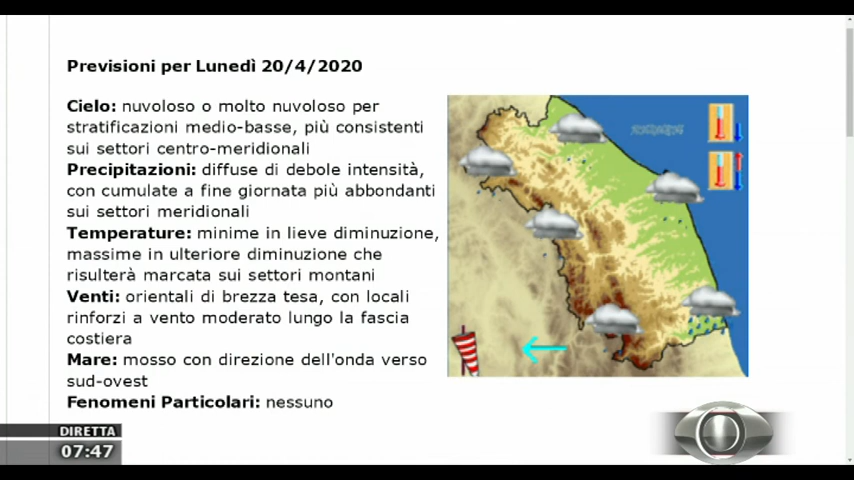 Previsioni per Lunedì 20/4/2020
Cielo: nuvoloso o molto nuvoloso per
stratificazioni medio-basse, più consistenti
sui settori centro-meridionali
Precipitazioni: diffuse di debole intensità,
con cumulate a fine giornata più abbondanti
sui settori meridionali
Temperature: minime in lieve diminuzione,
massime in ulteriore diminuzione che
risulterà marcata sui settori montani
Venti: orientali di brezza tesa, con locali
rinforzi a vento moderato lungo la fascia
costiera
Mare: mosso con direzione dell'onda verso
sud-ovest
Fenomeni Particolari: nessuno
DIRETTA
07:47